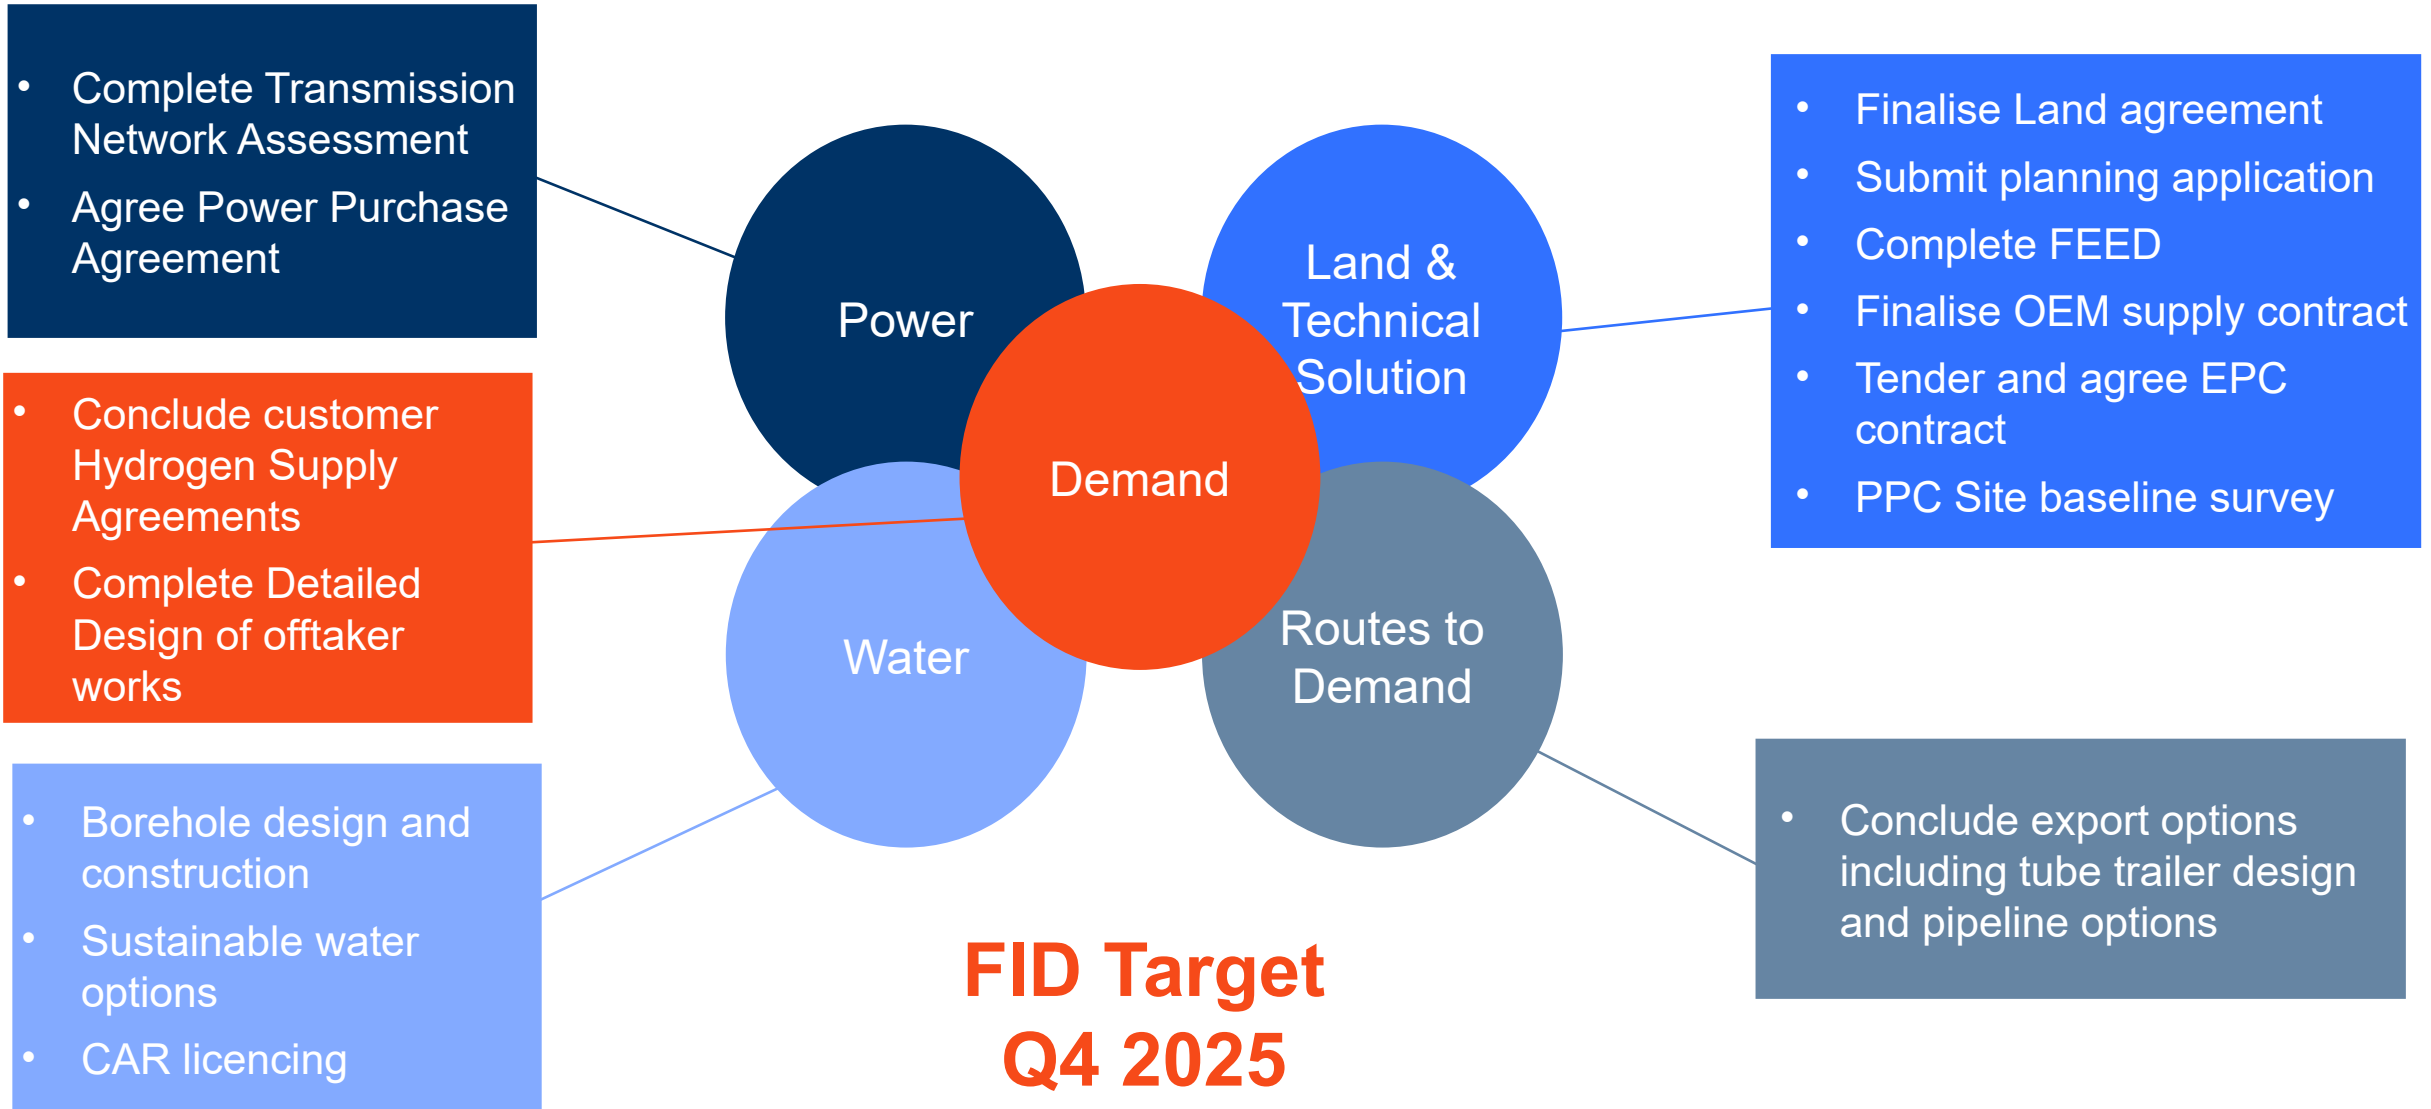 • Complete Transmission
Network Assessment
• Agree Power Purchase
Agreement
• Conclude customer
Hydrogen Supply
Agreements
• Complete Detailed
Design of offtaker
works
• Borehole design and
construction
• Sustainable water
options
• CAR licencing
Power
Land &
Technical
Solution
Demand
Water
Routes to
Demand
FID Target
Q4 2025
• Finalise Land agreement
• Submit planning application
• Complete FEED
• Finalise OEM supply contract
• Tender and agree EPC
contract
• PPC Site baseline survey
• Conclude export options
including tube trailer design
and pipeline options